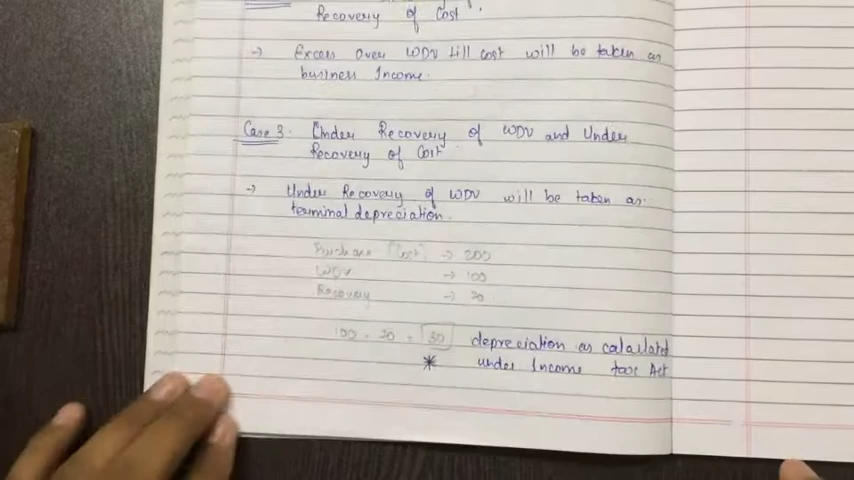 Recovery of Cost.
→ Excess over WDV till cost will be taken as
business Income.
Case 3. Under Recovery of WDV and Under
Recovery of Cost
→ Under Recovery of WDV will be taken as
terminal depreciation.
Purchase Cost → 200
WDV → 100
Recovery → 20
100 - 20 = depreciation as calculated
* under Income tax Act